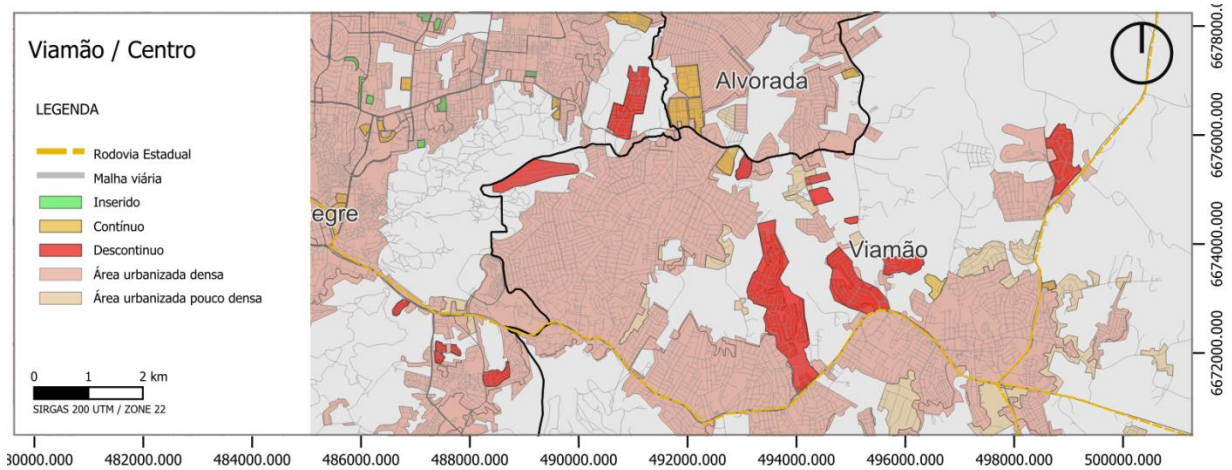 Viamão / Centro
LEGENDA
Rodovia Estadual
Malha viária
Inserido
Contínuo
Descontinuo
Área urbanizada densa
Área urbanizada pouco densa
0 1 2 km
SIRGAS 200 UTM / ZONE 22
Alvorada
egre
Viamão
6678000.0
6676000.000
6674000.000
6672000.000
30000.000 482000.000 484000.000 486000.000 488000.000 490000.000 492000.000 494000.000 496000.000 498000.000 500000.000